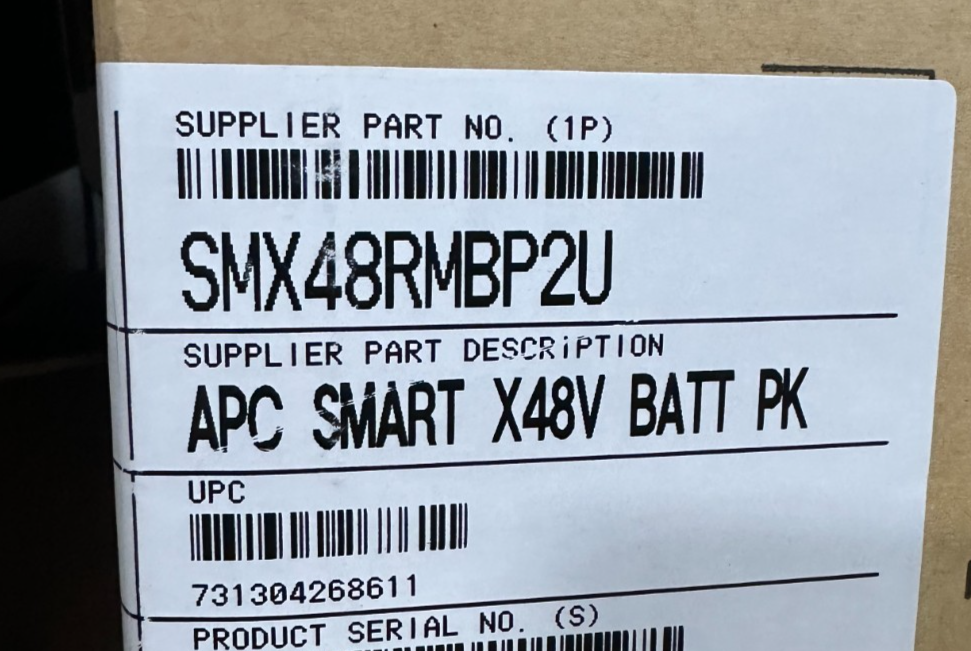 SUPPLIER PART NO. (1P)
SMX48RMBP2U
SUPPLIER PART DESCRIPTION
APC SMART X48V BATT PK
UPC
731304268611
PRODUCT SERIAL NO. (S)